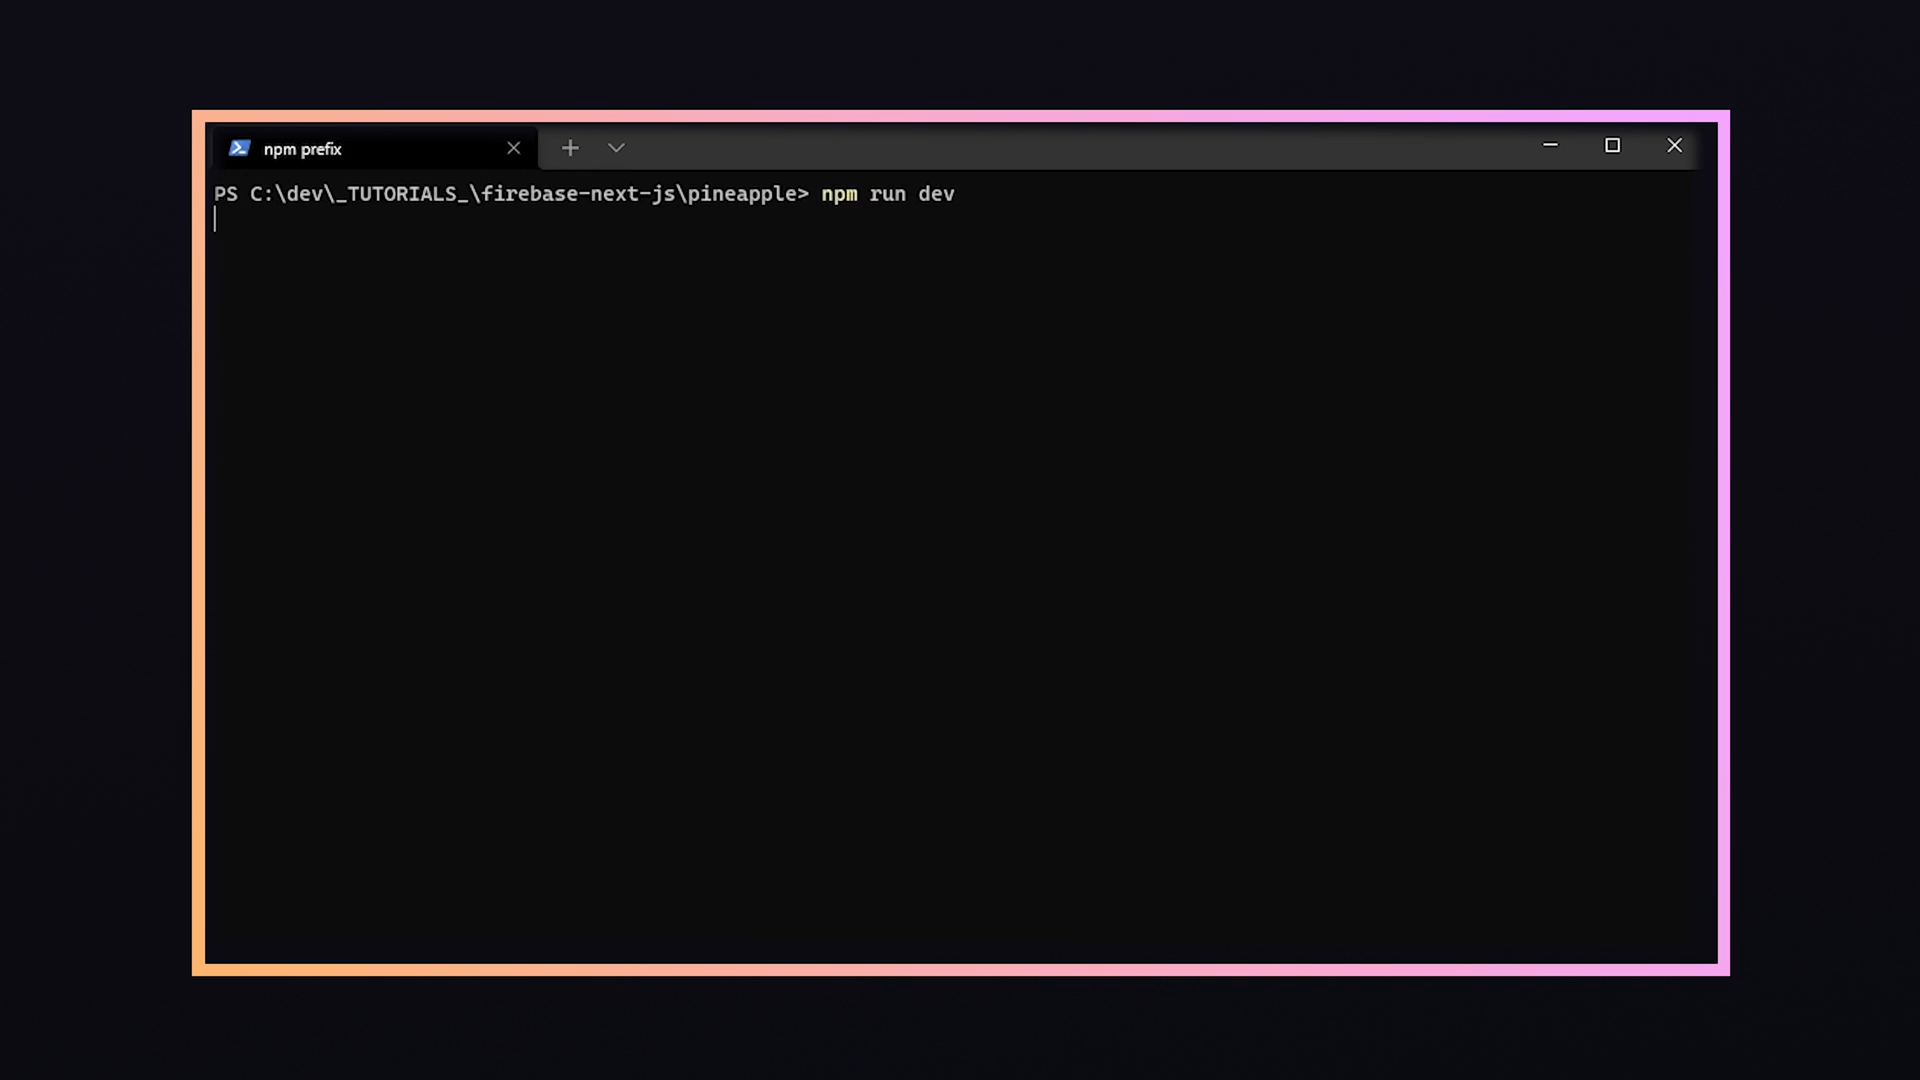 npm prefix
PS C:\dev\_TUTORIALS_\firebase-next-js\pineapple> npm run dev